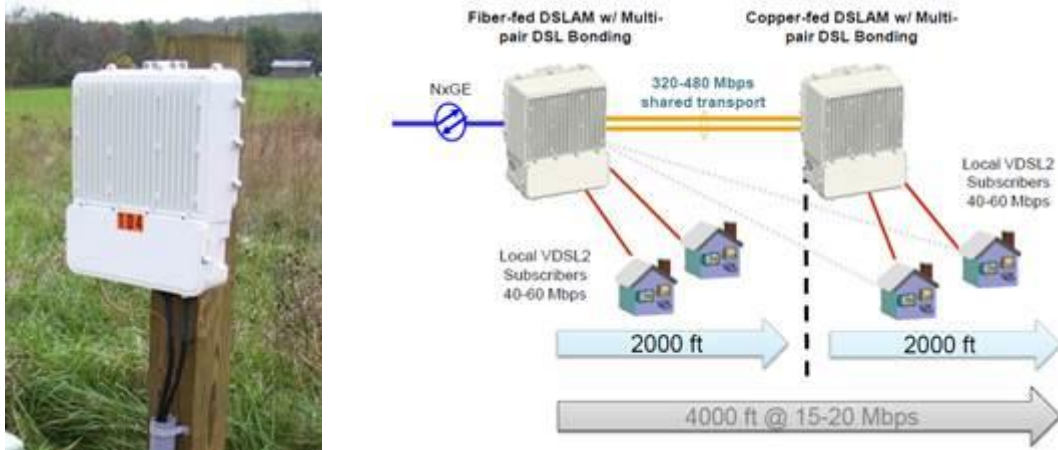 104
Fiber-fed DSLAM w/ Multi-
pair DSL Bonding
Copper-fed DSLAM w/ Multi-
pair DSL Bonding
NxGE
320-480 Mbps
shared transport
Local VDSL2
Subscribers
40-60 Mbps
Local VDSL2
Subscribers
40-60 Mbps
2000 ft
2000 ft
4000 ft @ 15-20 Mbps